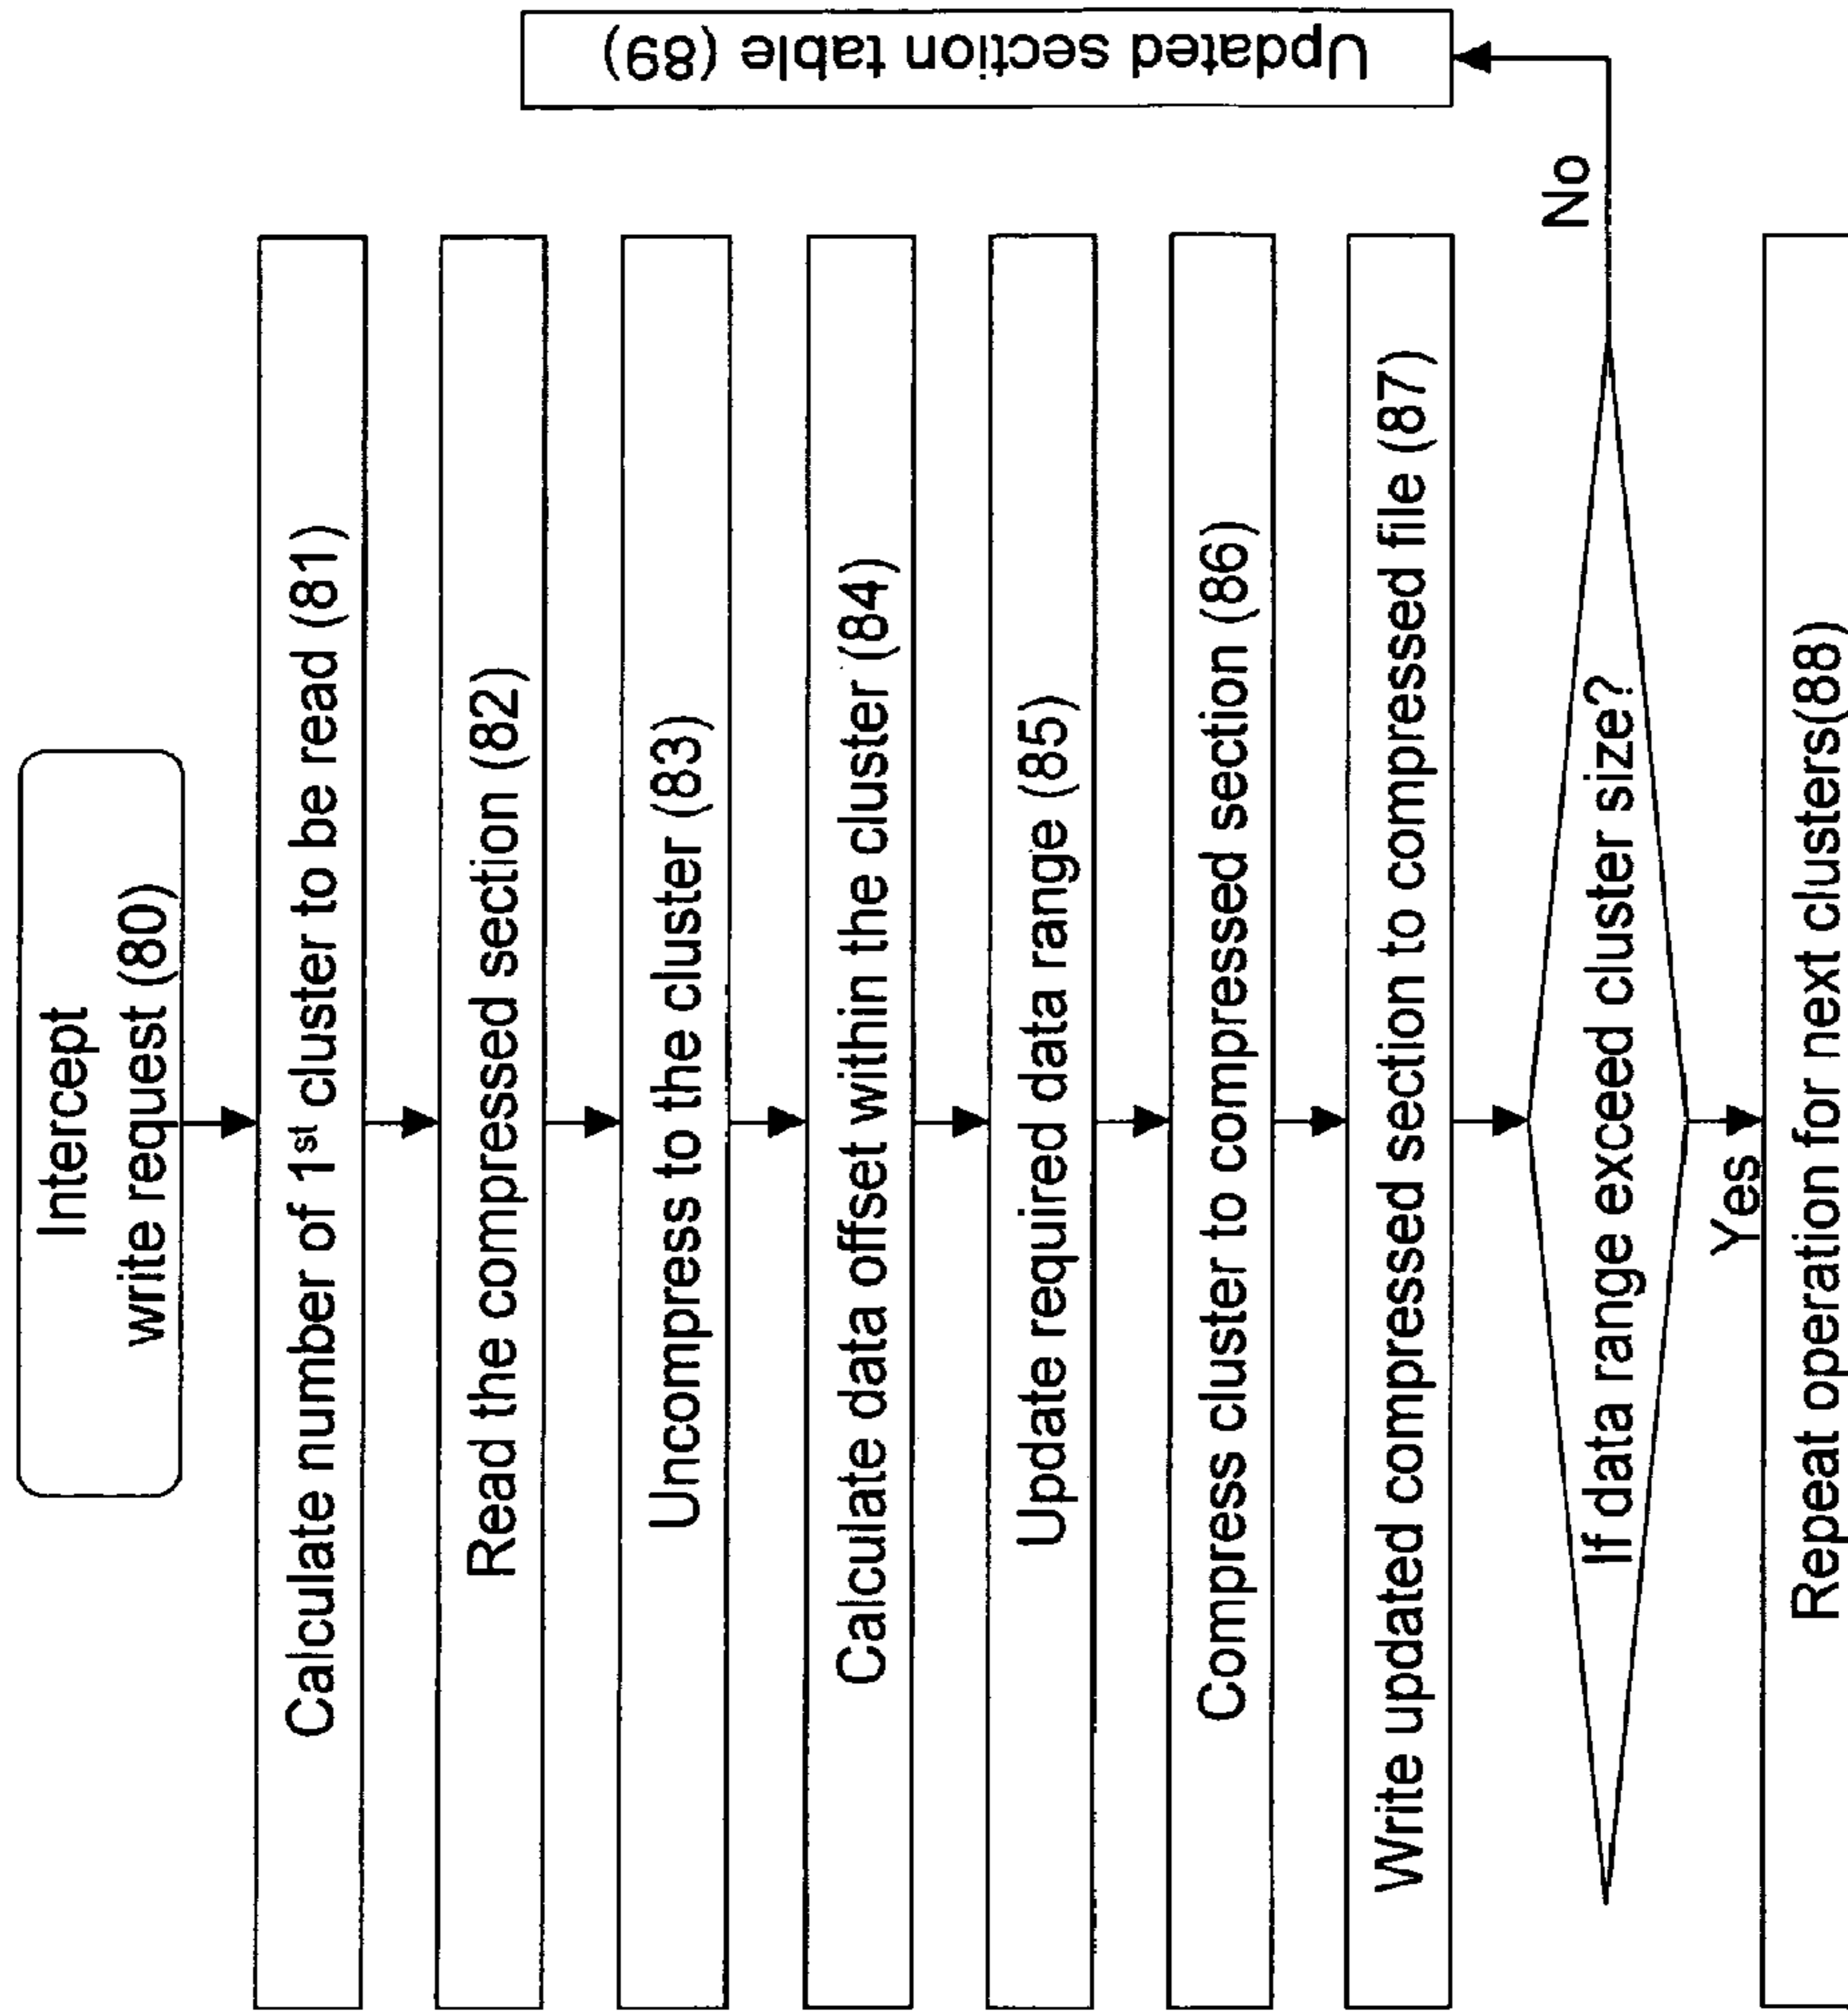 Intercept
write request (80)
Calculate number of 1st cluster to be read (81)
Read the compressed section (82)
Uncompress to the cluster (83)
Calculate data offset within the cluster (84)
Update required data range (85)
Compress cluster to compressed section (86)
Write updated compressed section to compressed file (87)
If data range exceed cluster size?
No
Updated section table (89)
Yes
Repeat operation for next clusters(88)